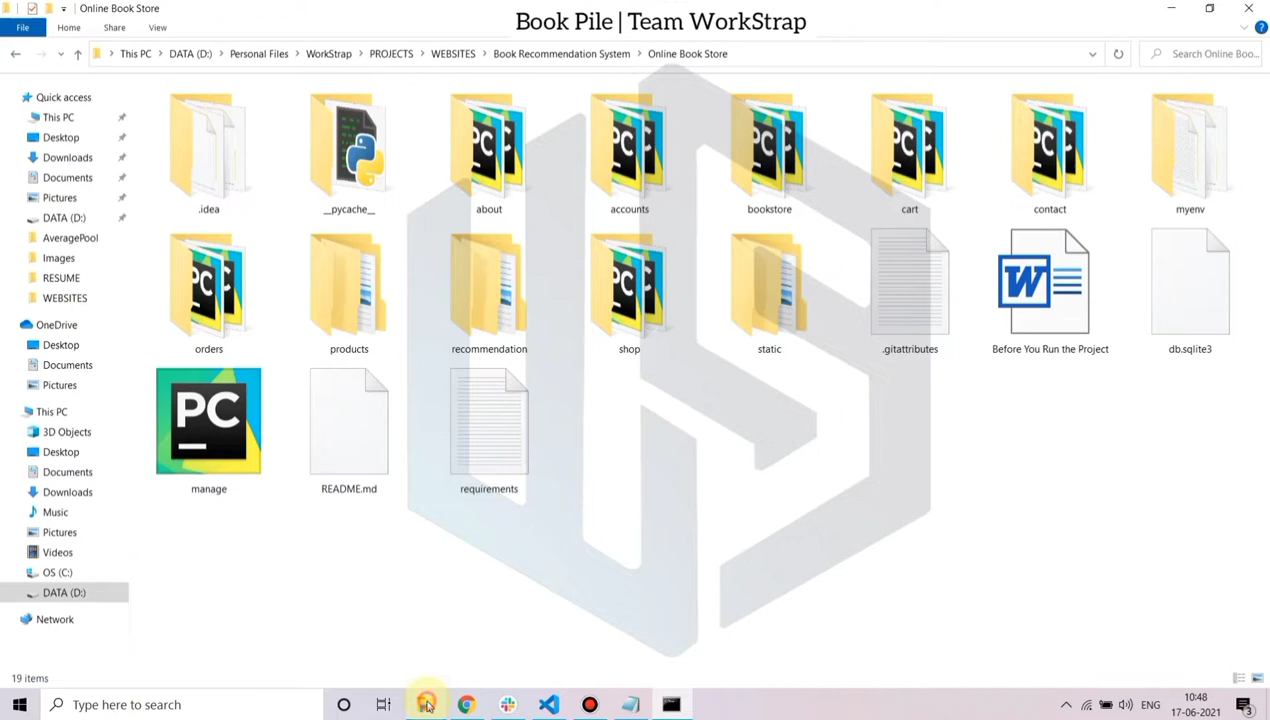 Online Book Store
Book Pile | Team WorkStrap
File
Home
Share
View
This PC > DATA (D:) > Personal Files > WorkStrap > PROJECTS > WEBSITES > Book Recommendation System > Online Book Store
Search Online Boo...
Quick access
This PC
Desktop
Downloads
Documents
Pictures
DATA (D:)
AveragePool
Images
RESUME
WEBSITES
OneDrive
Desktop
Documents
Pictures
This PC
3D Objects
Desktop
Documents
Downloads
Music
Pictures
Videos
OS (C:)
DATA (D:)
Network
.idea
__pycache__
about
accounts
bookstore
cart
contact
myenv
orders
products
recommendation
shop
static
.gitattributes
Before You Run the Project
db.sqlite3
PC
manage
README.md
requirements
19 items
Type here to search
ENG
10:48
17-06-2021
3